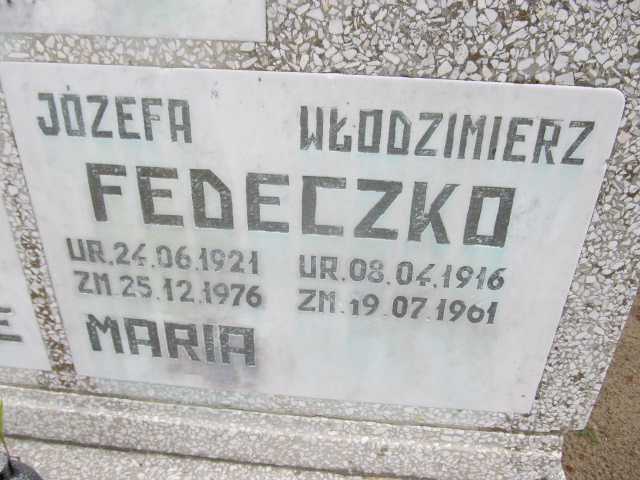 JÓZEFA WŁODZIMIERZ
FEDECZKO
UR.24.06.1921 UR.08.04.1916
ZM.25.12.1976 ZM.19.07.1961
MARIA